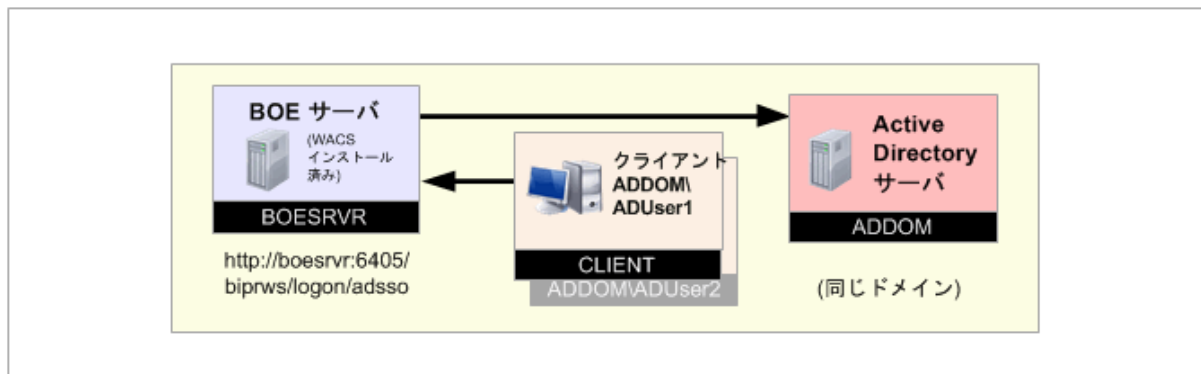 BOE サーバ
(WACS
インストール
済み)
BOESRVR
http://boesrvr:6405/
biprws/logon/adsso
クライアント
ADDOM\
ADUser1
CLIENT
ADDOM\ADUser2
Active
Directory
サーバ
ADDOM
(同じドメイン)